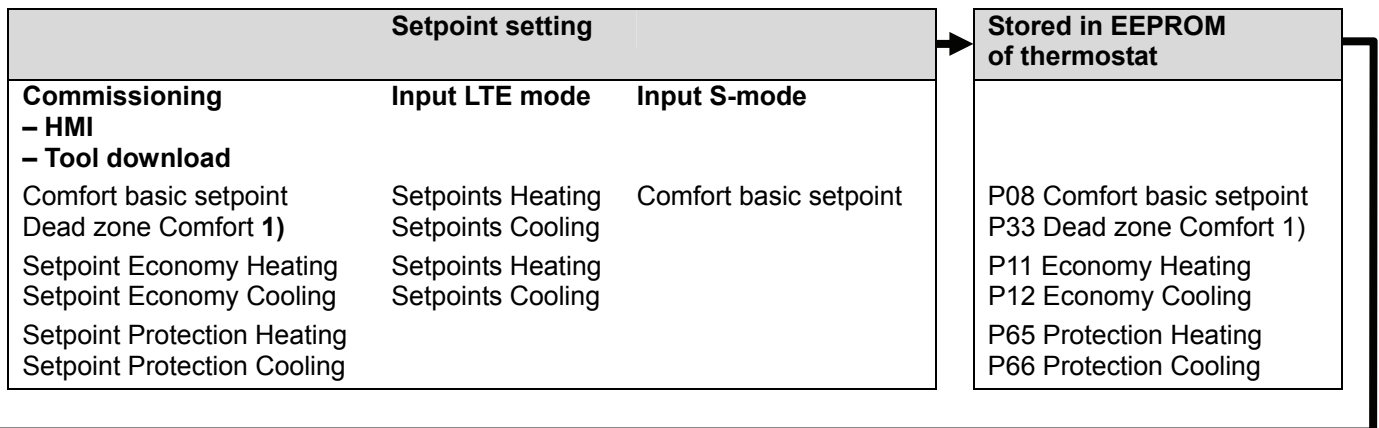 Setpoint setting
Stored in EEPROM
of thermostat
Commissioning
– HMI
– Tool download
Input LTE mode
Input S-mode
Comfort basic setpoint
Dead zone Comfort 1)
Setpoints Heating
Setpoints Cooling
Comfort basic setpoint
P08 Comfort basic setpoint
P33 Dead zone Comfort 1)
Setpoint Economy Heating
Setpoint Economy Cooling
Setpoints Heating
Setpoints Cooling
P11 Economy Heating
P12 Economy Cooling
Setpoint Protection Heating
Setpoint Protection Cooling
P65 Protection Heating
P66 Protection Cooling